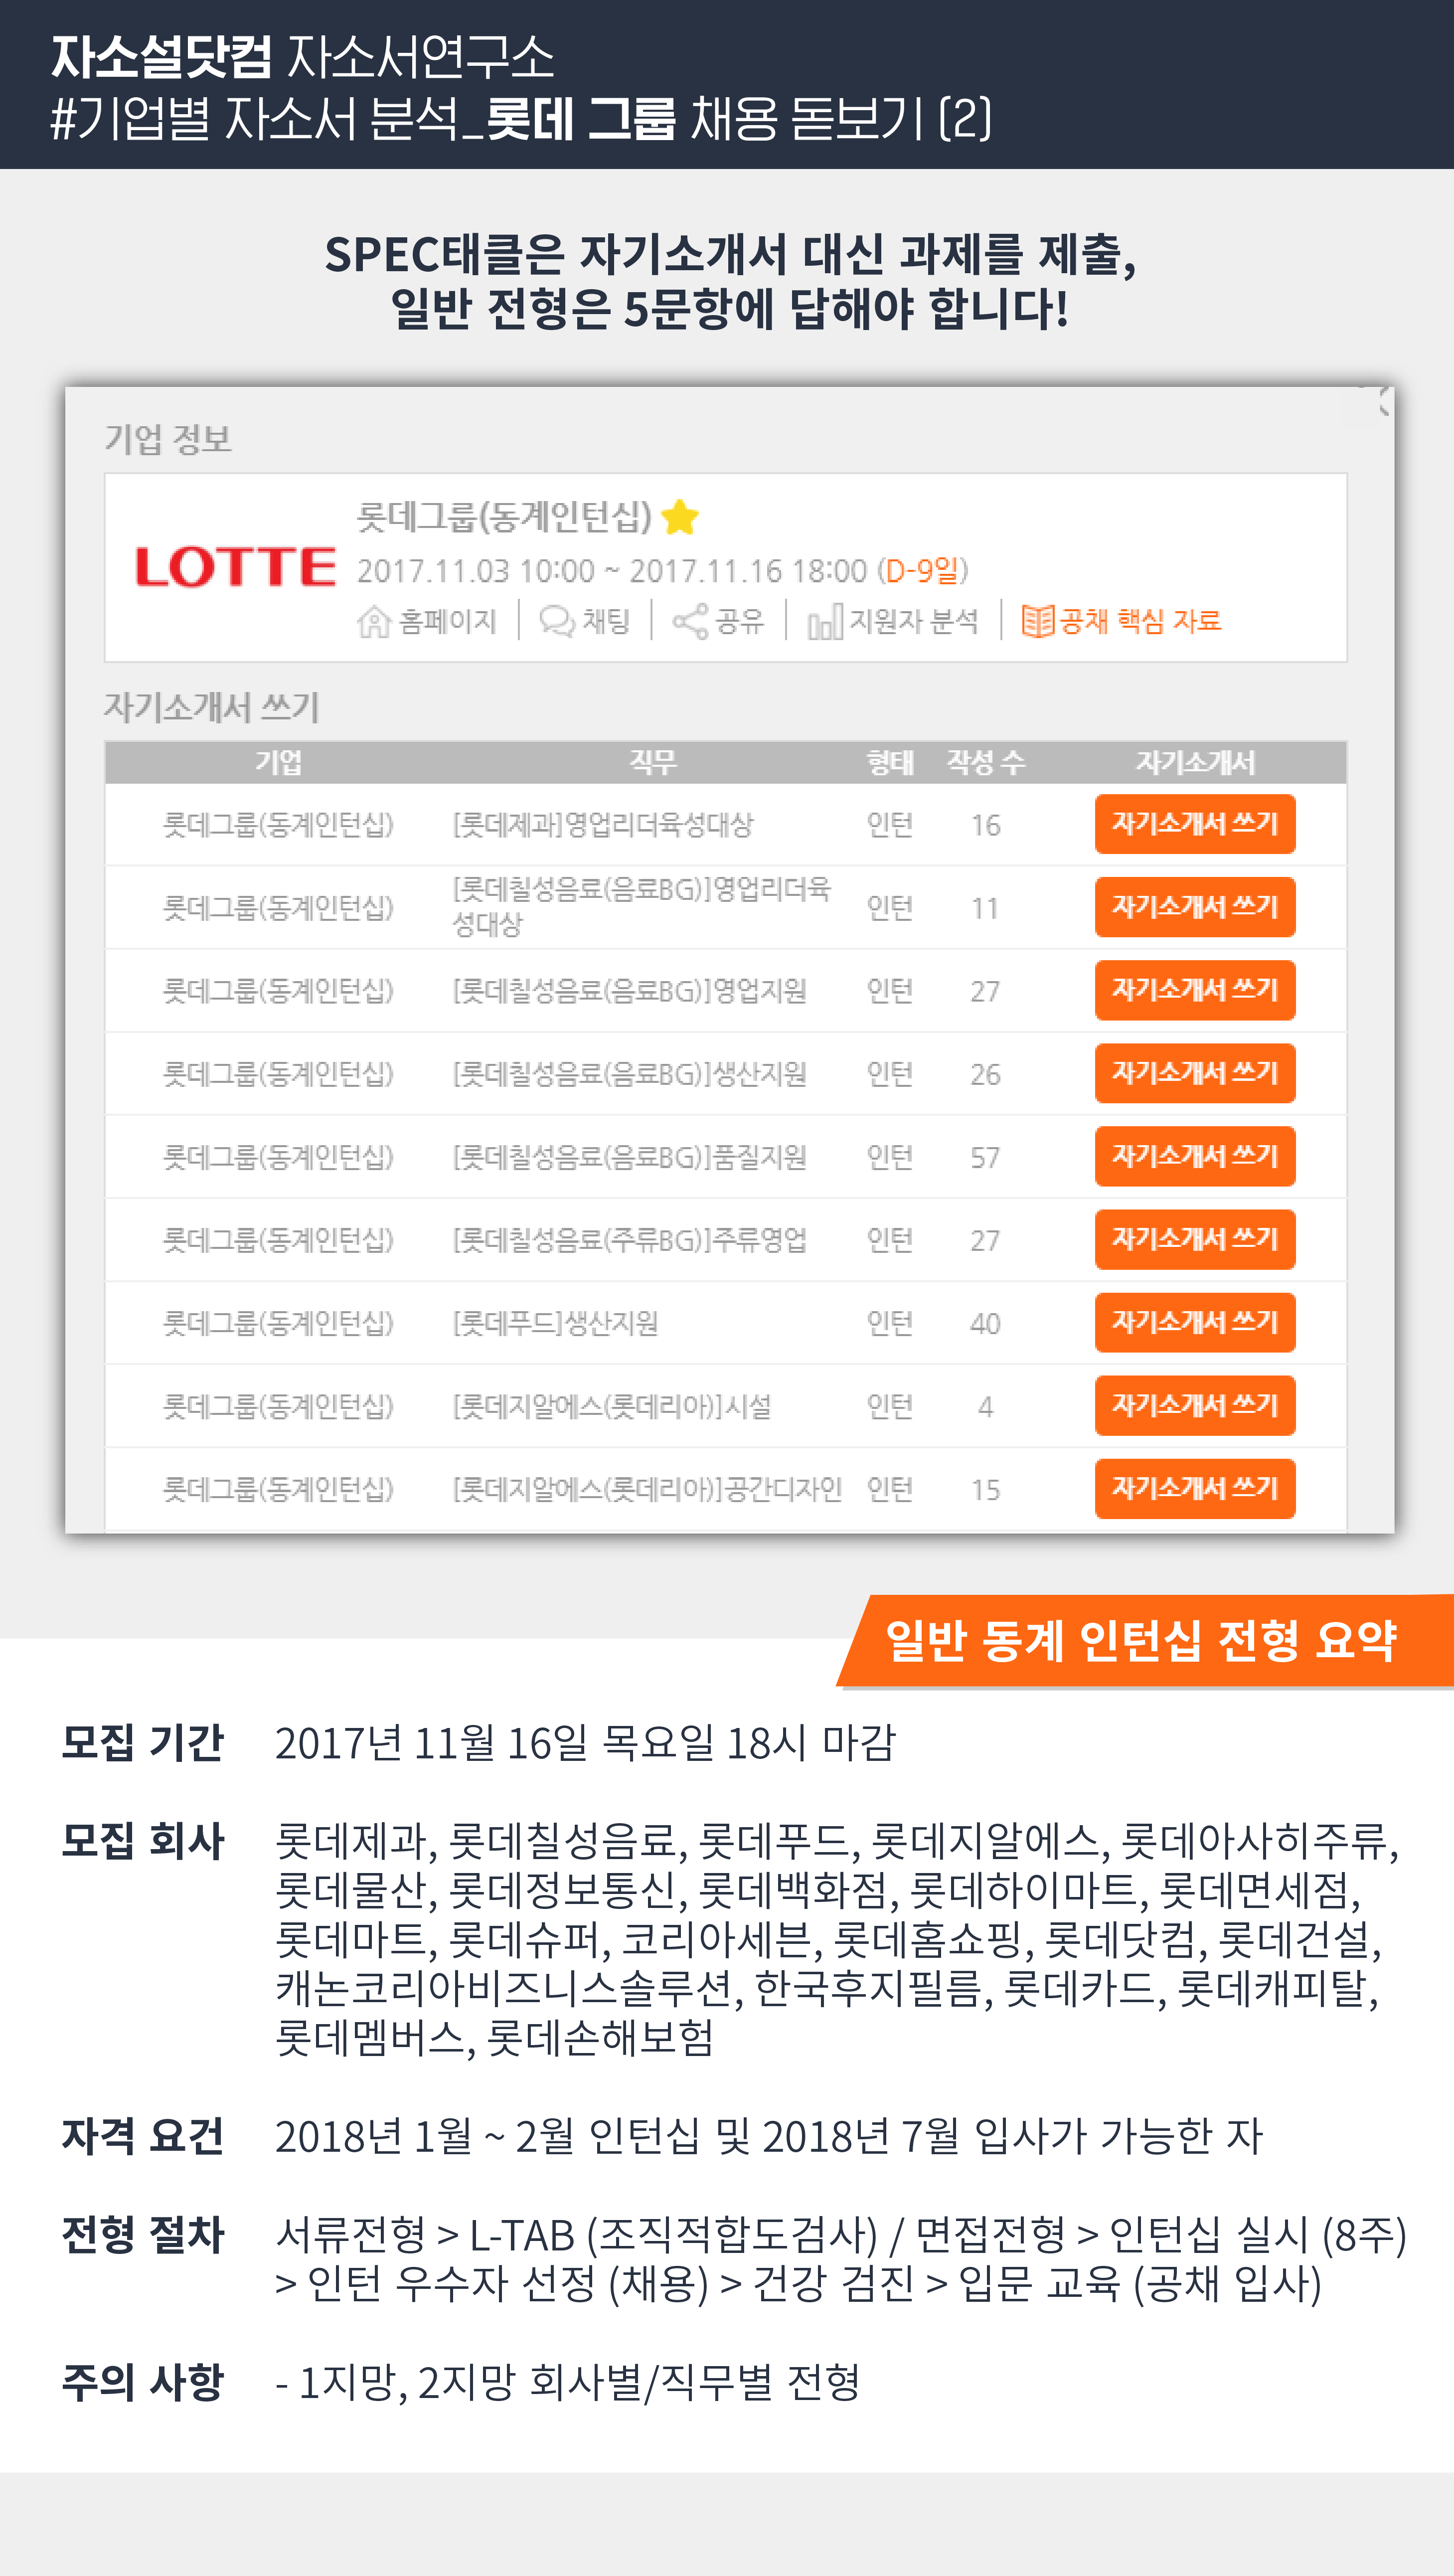 자소설닷컴 자소서연구소
#기업별 자소서 분석_롯데 그룹 채용 돋보기 (2)
SPEC태클은 자기소개서 대신 과제를 제출,
일반 전형은 5문항에 답해야 합니다!
기업 정보
LOTTE
롯데그룹(동계인턴십)
2017.11.03 10:00 ~ 2017.11.16 18:00 (D-9일)
홈페이지 채팅 공유 지원자 분석 공채 핵심 자료
자기소개서 쓰기
기업 직무 형태 작성 수 자기소개서
롯데그룹(동계인턴십) [롯데제과]영업리더육성대상 인턴 16 자기소개서 쓰기
롯데그룹(동계인턴십) [롯데칠성음료(음료BG)]영업리더육
성대상 인턴 11 자기소개서 쓰기
롯데그룹(동계인턴십) [롯데칠성음료(음료BG)]영업지원 인턴 27 자기소개서 쓰기
롯데그룹(동계인턴십) [롯데칠성음료(음료BG)]생산지원 인턴 26 자기소개서 쓰기
롯데그룹(동계인턴십) [롯데칠성음료(음료BG)]품질지원 인턴 57 자기소개서 쓰기
롯데그룹(동계인턴십) [롯데칠성음료(주류BG)]주류영업 인턴 27 자기소개서 쓰기
롯데그룹(동계인턴십) [롯데푸드]생산지원 인턴 40 자기소개서 쓰기
롯데그룹(동계인턴십) [롯데지알에스(롯데리아)]시설 인턴 4 자기소개서 쓰기
롯데그룹(동계인턴십) [롯데지알에스(롯데리아)]공간디자인 인턴 15 자기소개서 쓰기
일반 동계 인턴십 전형 요약
모집 기간 2017년 11월 16일 목요일 18시 마감
모집 회사 롯데제과, 롯데칠성음료, 롯데푸드, 롯데지알에스, 롯데아사히주류,
롯데물산, 롯데정보통신, 롯데백화점, 롯데하이마트, 롯데면세점,
롯데마트, 롯데슈퍼, 코리아세븐, 롯데홈쇼핑, 롯데닷컴, 롯데건설,
캐논코리아비즈니스솔루션, 한국후지필름, 롯데카드, 롯데캐피탈,
롯데멤버스, 롯데손해보험
자격 요건 2018년 1월 ~ 2월 인턴십 및 2018년 7월 입사가 가능한 자
전형 절차 서류전형 > L-TAB (조직적합도검사) / 면접전형 > 인턴십 실시 (8주)
> 인턴 우수자 선정 (채용) > 건강 검진 > 입문 교육 (공채 입사)
주의 사항 - 1지망, 2지망 회사별/직무별 전형